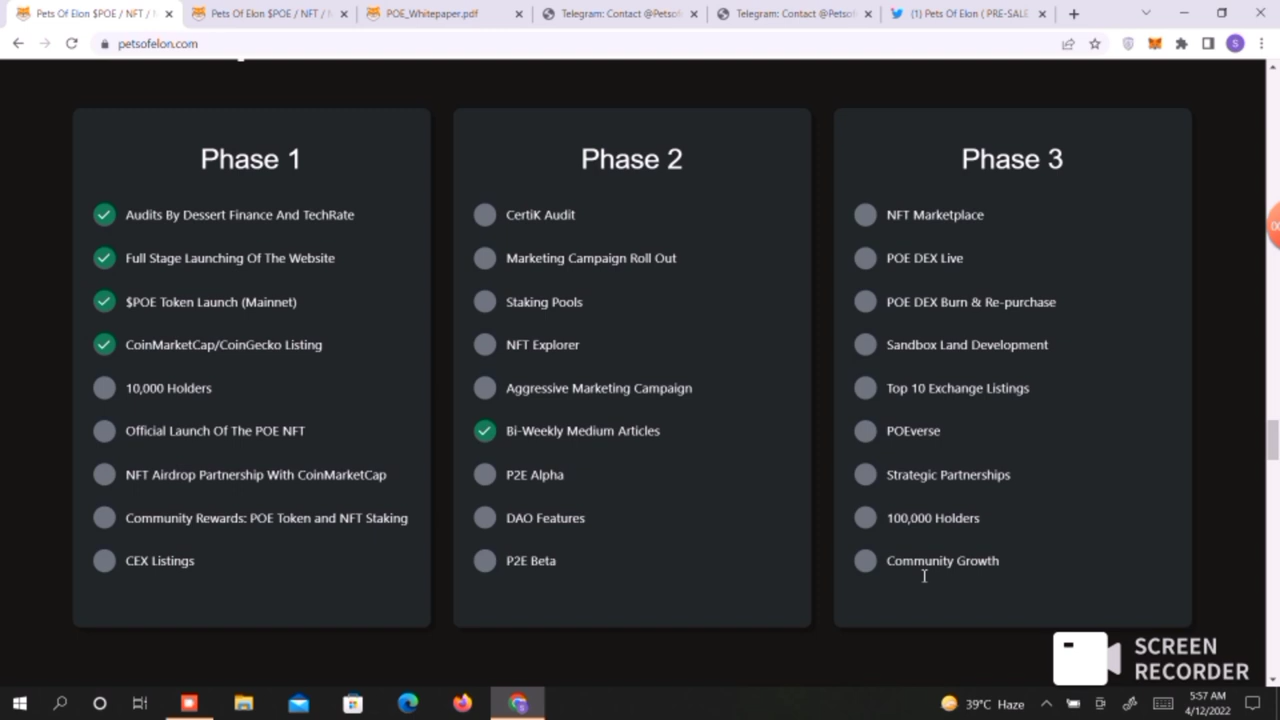 Pets Of Elon $POE / NFT / M
Pets Of Elon $POE / NFT / M
POE_Whitepaper.pdf
Telegram: Contact @Petsof
Telegram: Contact @Petsof
(1) Pets Of Elon ( PRE-SALE
petsofelon.com
S
Phase 1
Audits By Dessert Finance And TechRate
Full Stage Launching Of The Website
$POE Token Launch (Mainnet)
CoinMarketCap/CoinGecko Listing
10,000 Holders
Official Launch Of The POE NFT
NFT Airdrop Partnership With CoinMarketCap
Community Rewards: POE Token and NFT Staking
CEX Listings
Phase 2
CertiK Audit
Marketing Campaign Roll Out
Staking Pools
NFT Explorer
Aggressive Marketing Campaign
Bi-Weekly Medium Articles
P2E Alpha
DAO Features
P2E Beta
Phase 3
NFT Marketplace
POE DEX Live
POE DEX Burn & Re-purchase
Sandbox Land Development
Top 10 Exchange Listings
POEverse
Strategic Partnerships
100,000 Holders
Community Growth
SCREEN
RECORDER
39°C Haze
5:57 AM
4/12/2022